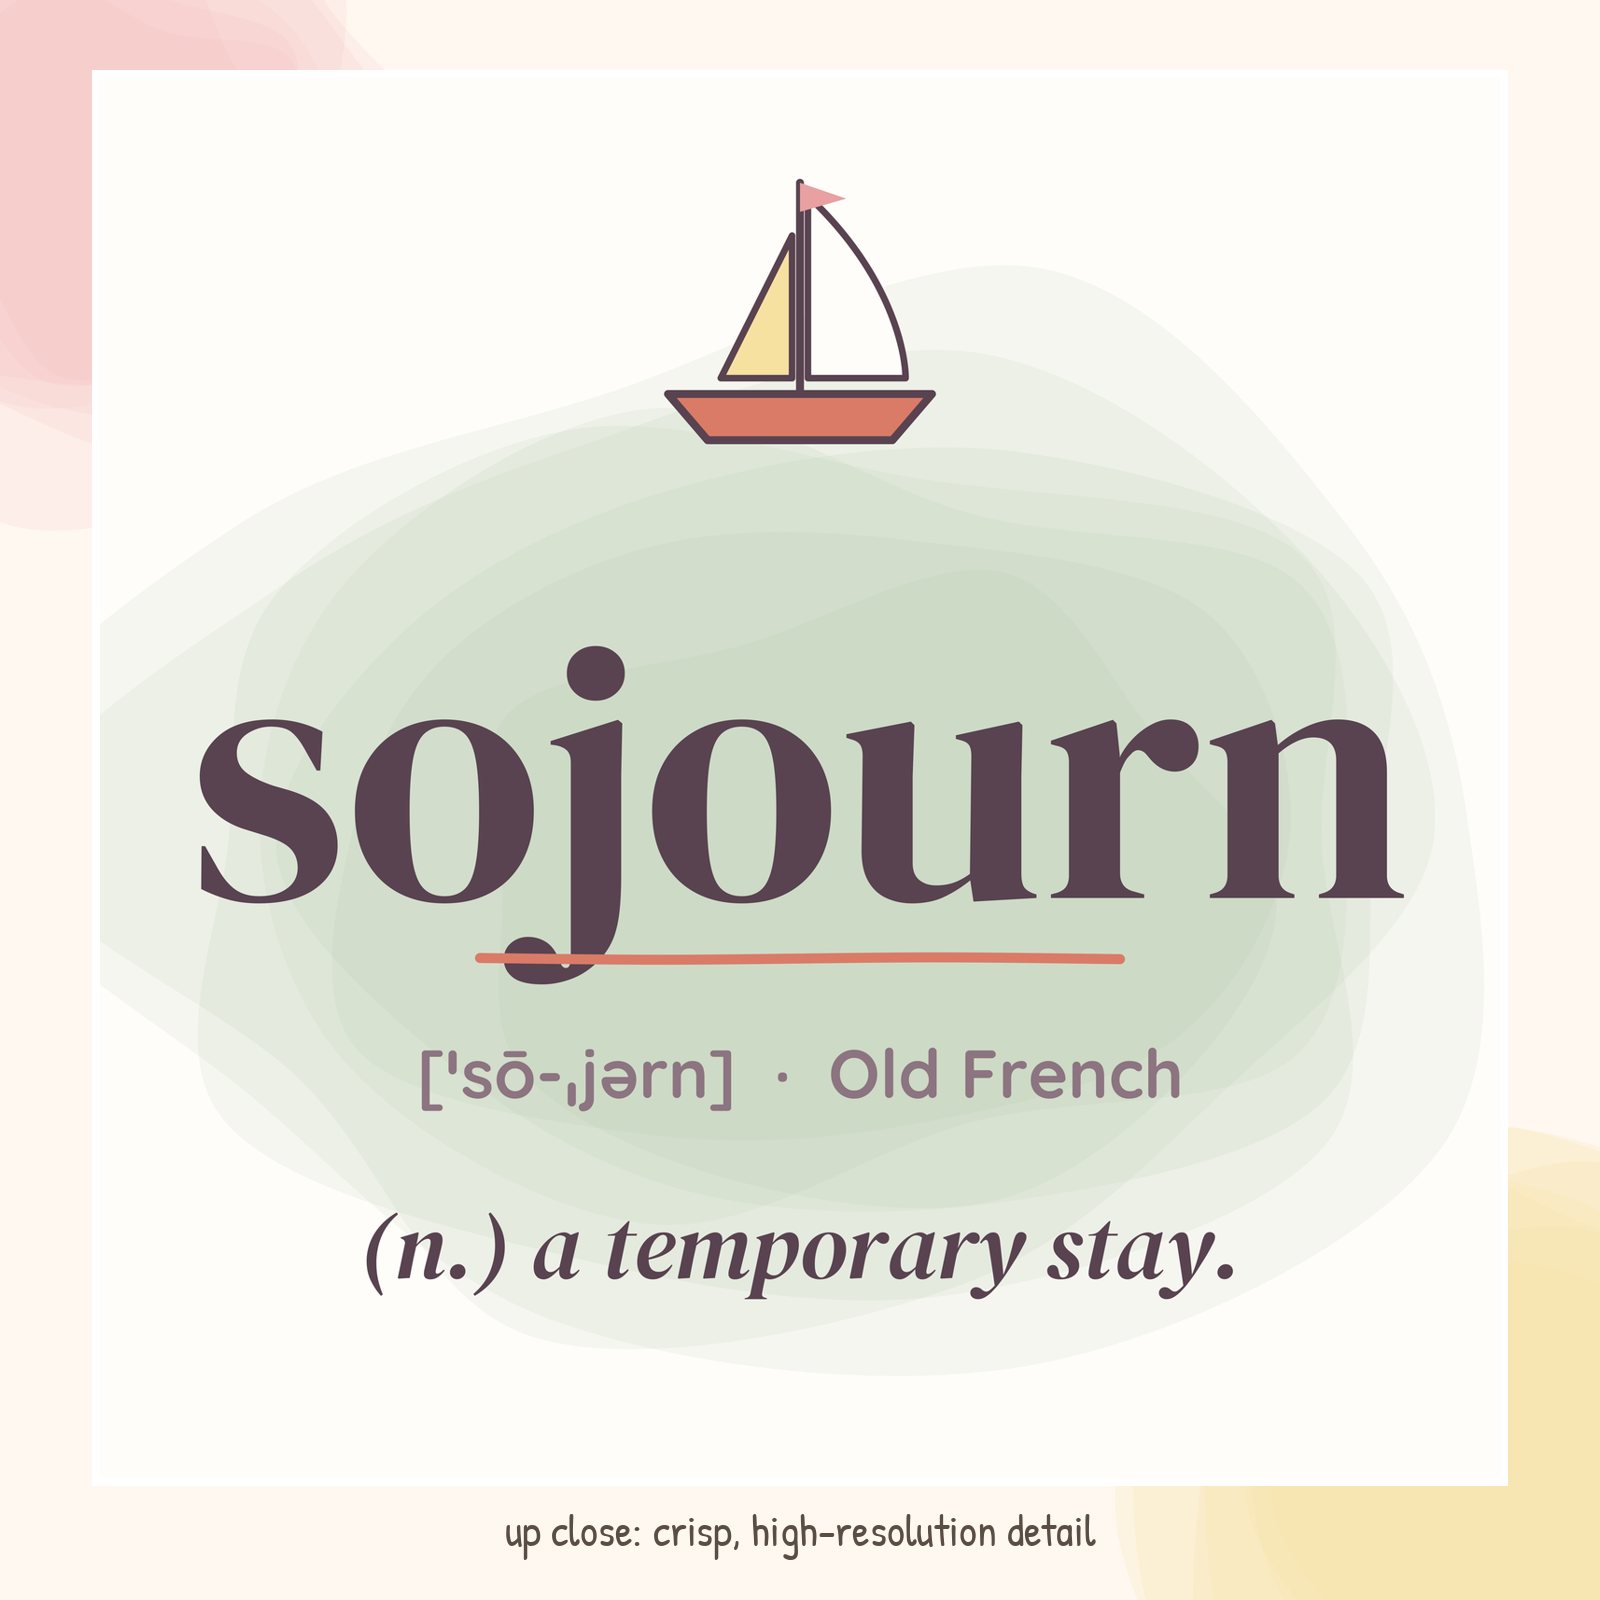 sojourn
[ˈsō-ˌjərn] · Old French
(n.) a temporary stay.
up close: crisp, high-resolution detail